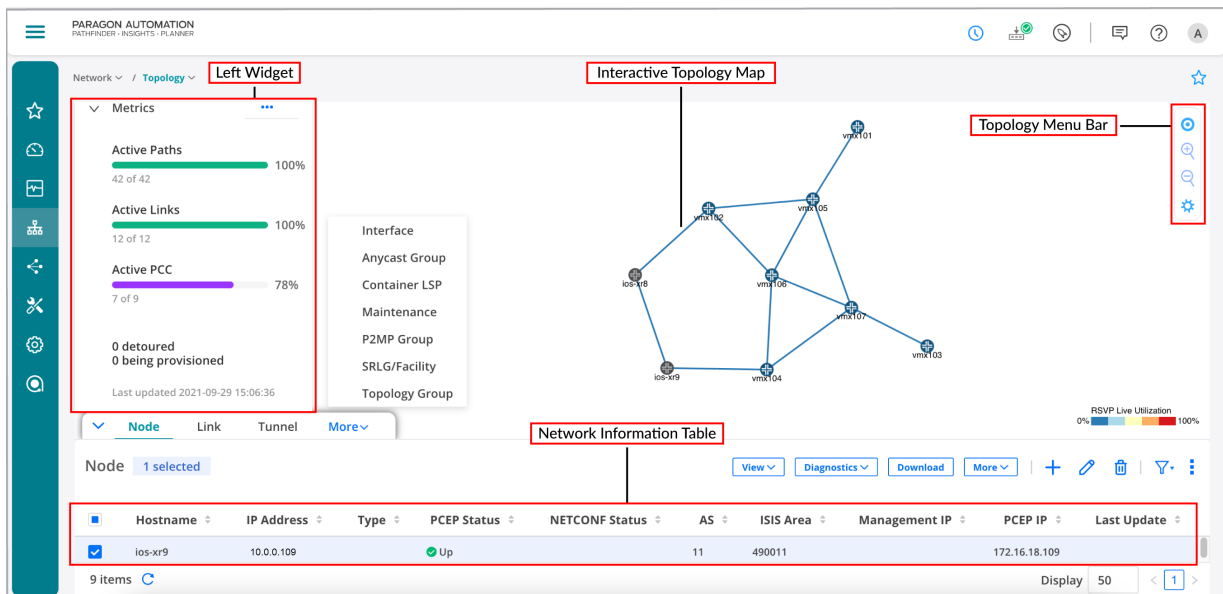 PARAGON AUTOMATION
PATHFINDER • INSIGHTS • PLANNER
A
Network / Topology
Left Widget
Interactive Topology Map
Topology Menu Bar
Metrics
Active Paths
100%
42 of 42
Active Links
100%
12 of 12
Active PCC
78%
7 of 9
0 detoured
0 being provisioned
Last updated 2021-09-29 15:06:36
Interface
Anycast Group
Container LSP
Maintenance
P2MP Group
SRLG/Facility
Topology Group
vmx101
vmx102
vmx105
ios-xr8
vmx106
vmx107
vmx103
ios-xr9
vmx104
RSVP Live Utilization
0% 100%
Node Link Tunnel More
Network Information Table
Node 1 selected
View Diagnostics Download More
Hostname IP Address Type PCEP Status NETCONF Status AS ISIS Area Management IP PCEP IP Last Update
ios-xr9 10.0.0.109 Up 11 490011 172.16.18.109
9 items Display 50 < 1 >